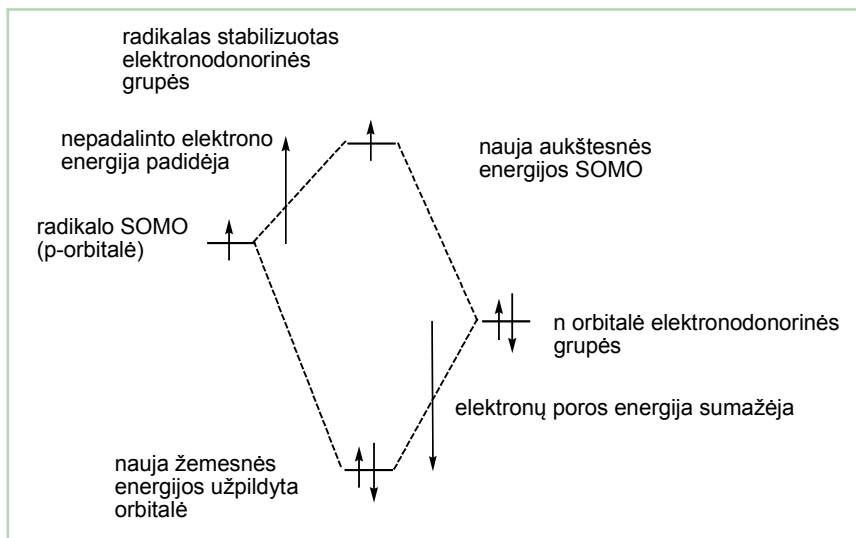 radikalas stabilizuotas
elektronodonorinės
grupės
nepadalinto elektrono
energija padidėja
nauja aukštesnės
energijos SOMO
radikalo SOMO
(p-orbitalė)
n orbitalė elektronodonorinės
grupės
elektronų poros energija sumažėja
nauja žemesnės
energijos užpildyta
orbitalė